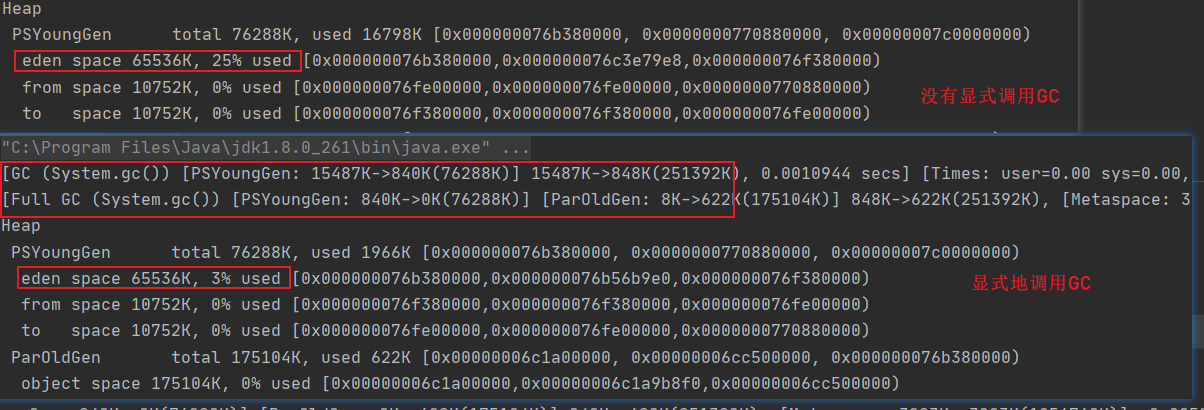 Heap
PSYoungGen      total 76288K, used 16798K [0x000000076b380000, 0x0000000770880000, 0x00000007c0000000)
eden space 65536K, 25% used [0x000000076b380000,0x000000076c3e79e8,0x000000076f380000)
from space 10752K, 0% used [0x000000076fe00000,0x000000076fe00000,0x0000000770880000)
to   space 10752K, 0% used [0x000000076f380000,0x000000076f380000,0x000000076fe00000)
没有显式调用GC
"C:\Program Files\Java\jdk1.8.0_261\bin\java.exe" ...
[GC (System.gc()) [PSYoungGen: 15487K->840K(76288K)] 15487K->848K(251392K), 0.0010944 secs] [Times: user=0.00 sys=0.00,
[Full GC (System.gc()) [PSYoungGen: 840K->0K(76288K)] [ParOldGen: 8K->622K(175104K)] 848K->622K(251392K), [Metaspace: 3
Heap
PSYoungGen      total 76288K, used 1966K [0x000000076b380000, 0x0000000770880000, 0x00000007c0000000)
eden space 65536K, 3% used [0x000000076b380000,0x000000076b56b9e0,0x000000076f380000)
from space 10752K, 0% used [0x000000076f380000,0x000000076f380000,0x000000076fe00000)
to   space 10752K, 0% used [0x000000076fe00000,0x000000076fe00000,0x0000000770880000)
显式地调用GC
ParOldGen       total 175104K, used 622K [0x00000006c1a00000, 0x00000006cc500000, 0x000000076b380000)
object space 175104K, 0% used [0x00000006c1a00000,0x00000006c1a9b8f0,0x00000006cc500000)